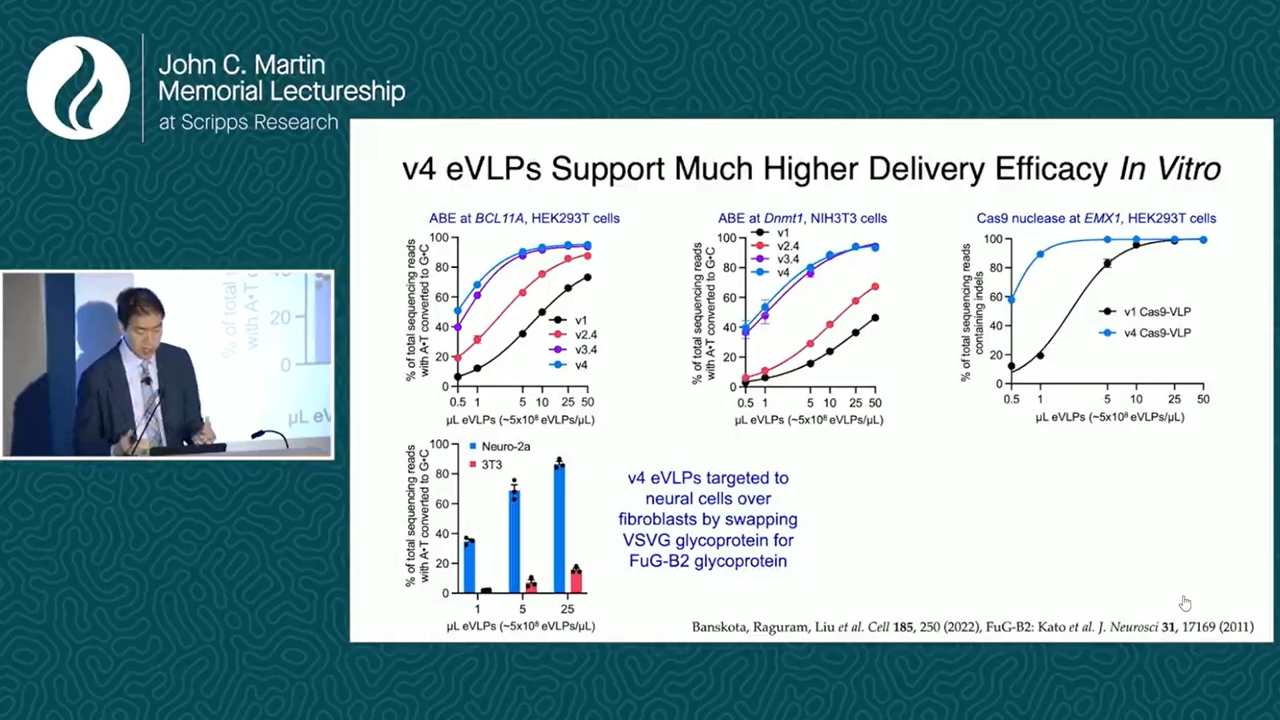 John C. Martin
Memorial Lectureship
at Scripps Research
v4 eVLPs Support Much Higher Delivery Efficacy In Vitro
ABE at BCL11A, HEK293T cells
% of total sequencing reads
with A•T converted to G•C
100
80
60
40
20
0
v1
v2.4
v3.4
v4
0.5 1 5 10 25 50
µL eVLPs (~5x10⁸ eVLPs/µL)
ABE at Dnmt1, NIH3T3 cells
% of total sequencing reads
with A•T converted to G•C
100
80
60
40
20
0
v1
v2.4
v3.4
v4
0.5 1 5 10 25 50
µL eVLPs (~5x10⁸ eVLPs/µL)
Cas9 nuclease at EMX1, HEK293T cells
% of total sequencing reads
containing indels
100
80
60
40
20
0
v1 Cas9-VLP
v4 Cas9-VLP
0.5 1 5 10 25 50
µL eVLPs (~5x10⁸ eVLPs/µL)
% of total sequencing reads
with A•T converted to G•C
100
80
60
40
20
0
Neuro-2a
3T3
1 5 25
µL eVLPs (~5x10⁸ eVLPs/µL)
v4 eVLPs targeted to
neural cells over
fibroblasts by swapping
VSVG glycoprotein for
FuG-B2 glycoprotein
Banskota, Raguram, Liu et al. Cell 185, 250 (2022), FuG-B2: Kato et al. J. Neurosci 31, 17169 (2011)
% of total
with A•T
20
0
µL eV